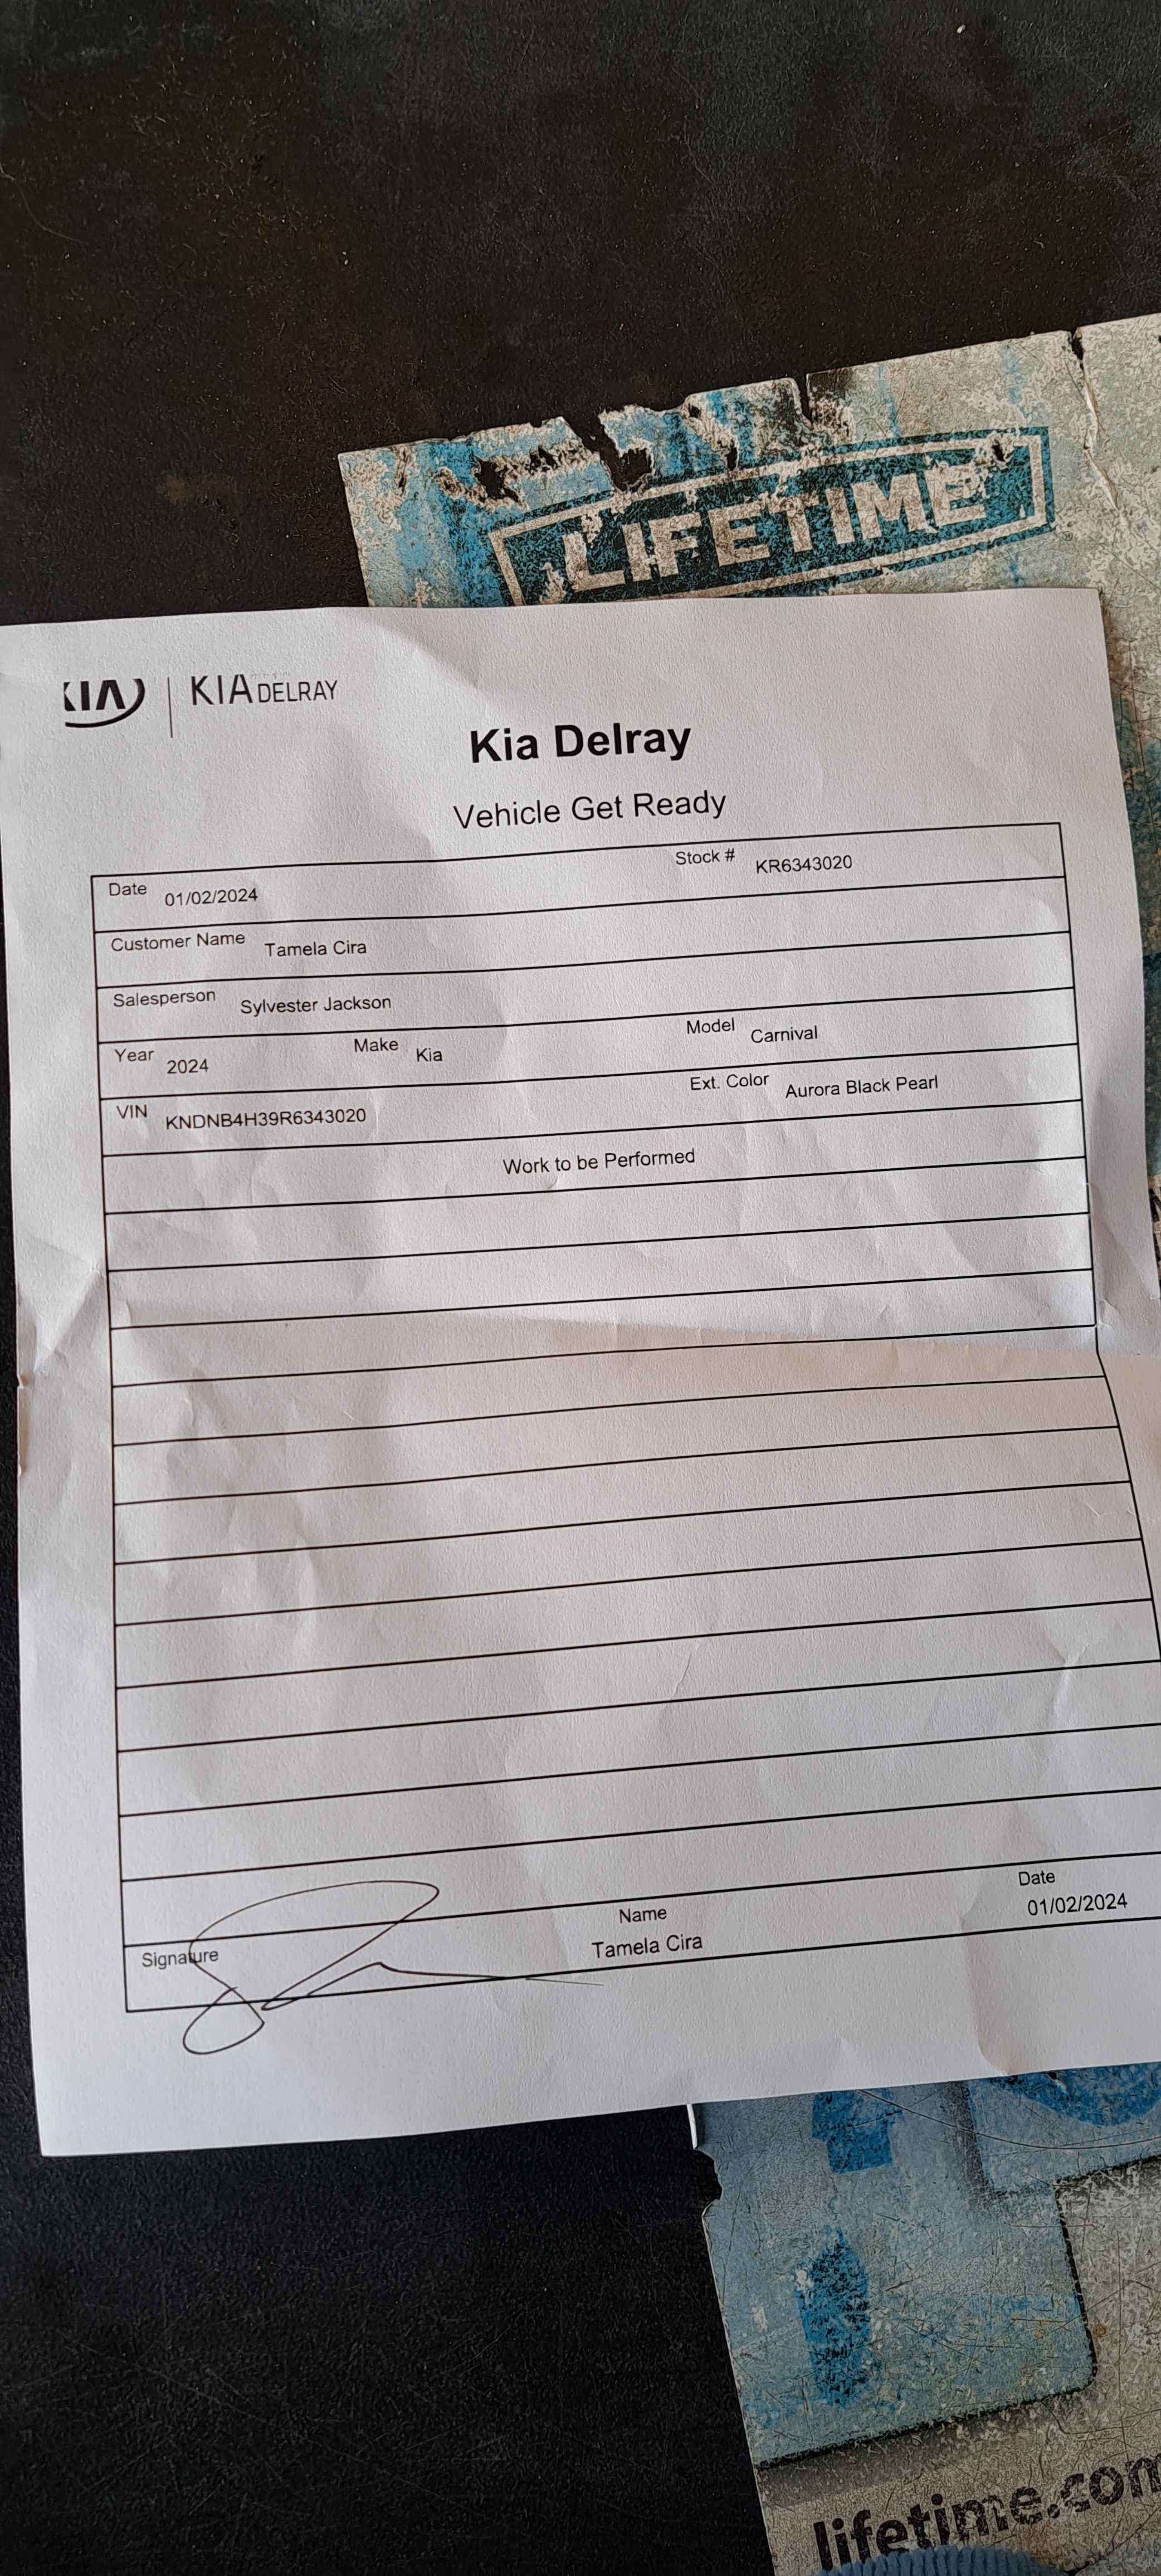 LIFETIME
KIA | KIA DELRAY
Kia Delray
Vehicle Get Ready
Date 01/02/2024 Stock # KR6343020
Customer Name Tamela Cira
Salesperson Sylvester Jackson
Year 2024 Make Kia Model Carnival
VIN KNDNB4H39R6343020 Ext. Color Aurora Black Pearl
Work to be Performed
Signature Name Tamela Cira Date 01/02/2024
lifetime.com